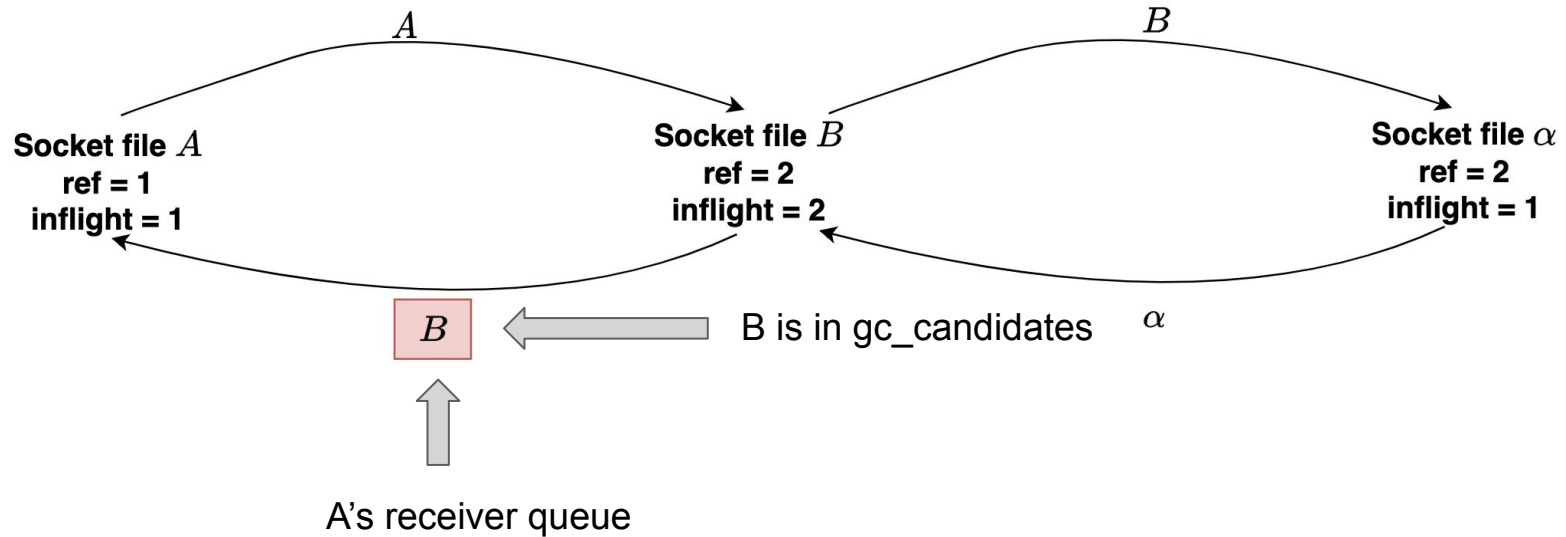 A
B
Socket file A
ref = 1
inflight = 1
Socket file B
ref = 2
inflight = 2
Socket file α
ref = 2
inflight = 1
B
B is in gc_candidates
α
A’s receiver queue